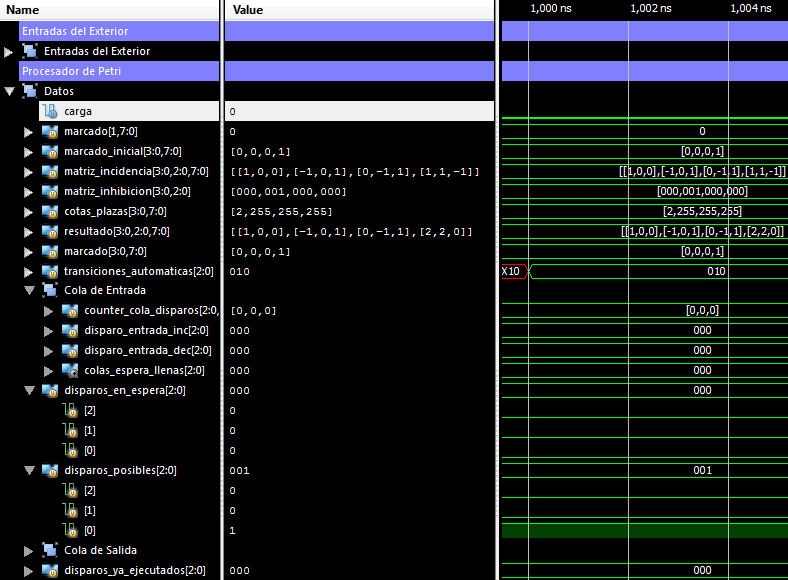 Name Value 1,000 ns 1,002 ns 1,004 ns
Entradas del Exterior
Entradas del Exterior
Procesador de Petri
Datos
carga 0
marcado[1,7:0] 0 0
marcado_inicial[3:0,7:0] [0,0,0,1] [0,0,0,1]
matriz_incidencia[3:0,2:0,7:0] [[1,0,0],[-1,0,1],[0,-1,1],[1,1,-1]] [[1,0,0],[-1,0,1],[0,-1,1],[1,1,-1]]
matriz_inhibicion[3:0,2:0] [000,001,000,000] [000,001,000,000]
cotas_plazas[3:0,7:0] [2,255,255,255] [2,255,255,255]
resultado[3:0,2:0,7:0] [[1,0,0],[-1,0,1],[0,-1,1],[2,2,0]] [[1,0,0],[-1,0,1],[0,-1,1],[2,2,0]]
marcado[3:0,7:0] [0,0,0,1] [0,0,0,1]
transiciones_automaticas[2:0] 010 X10 010
Cola de Entrada
counter_cola_disparos[2:0, [0,0,0] [0,0,0]
disparo_entrada_inc[2:0] 000 000
disparo_entrada_dec[2:0] 000 000
colas_espera_llenas[2:0] 000 000
disparos_en_espera[2:0] 000 000
[2] 0
[1] 0
[0] 0
disparos_posibles[2:0] 001 001
[2] 0
[1] 0
[0] 1
Cola de Salida
disparos_ya_ejecutados[2:0] 000 000